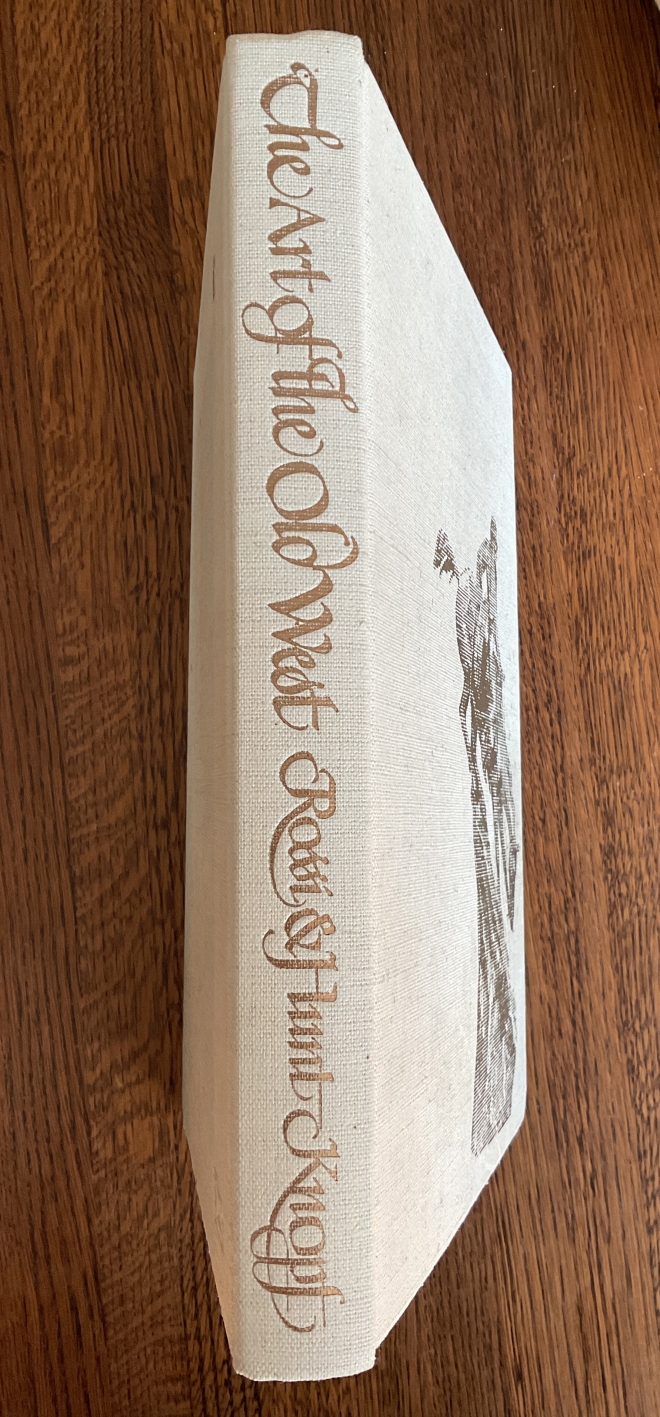 The Art of the Old West Rossi & Hunt Knopf